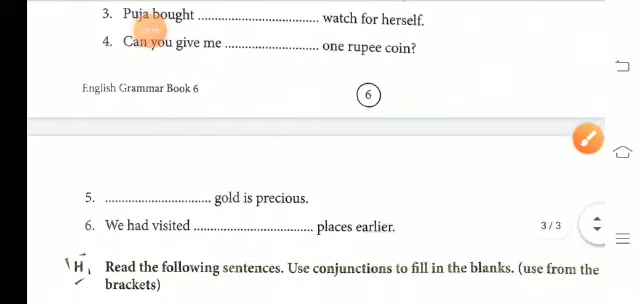 3. Puja bought .............................. watch for herself.
4. Can you give me ........................ one rupee coin?
English Grammar Book 6
6
5. ........................... gold is precious.
6. We had visited .............................. places earlier.
3/3
H, Read the following sentences. Use conjunctions to fill in the blanks. (use from the
brackets)